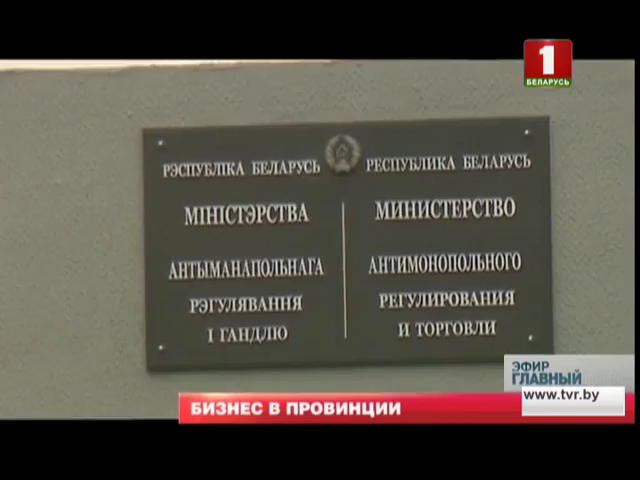 1
БЕЛАРУСЬ
РЭСПУБЛІКА БЕЛАРУСЬ
МІНІСТЭРСТВА
АНТЫМАНАПОЛЬНАГА
РЭГУЛЯВАННЯ
І ГАНДЛЮ
РЕСПУБЛИКА БЕЛАРУСЬ
МИНИСТЕРСТВО
АНТИМОНОПОЛЬНОГО
РЕГУЛИРОВАНИЯ
И ТОРГОВЛИ
ЭФИР
ГЛАВНЫЙ
www.tvr.by
БИЗНЕС В ПРОВИНЦИИ